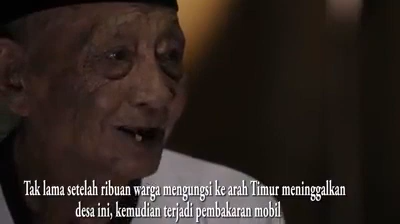 Tak lama setelah ribuan warga mengungsi ke arah Timur meninggalkan
desa ini, kemudian terjadi pembakaran mobil